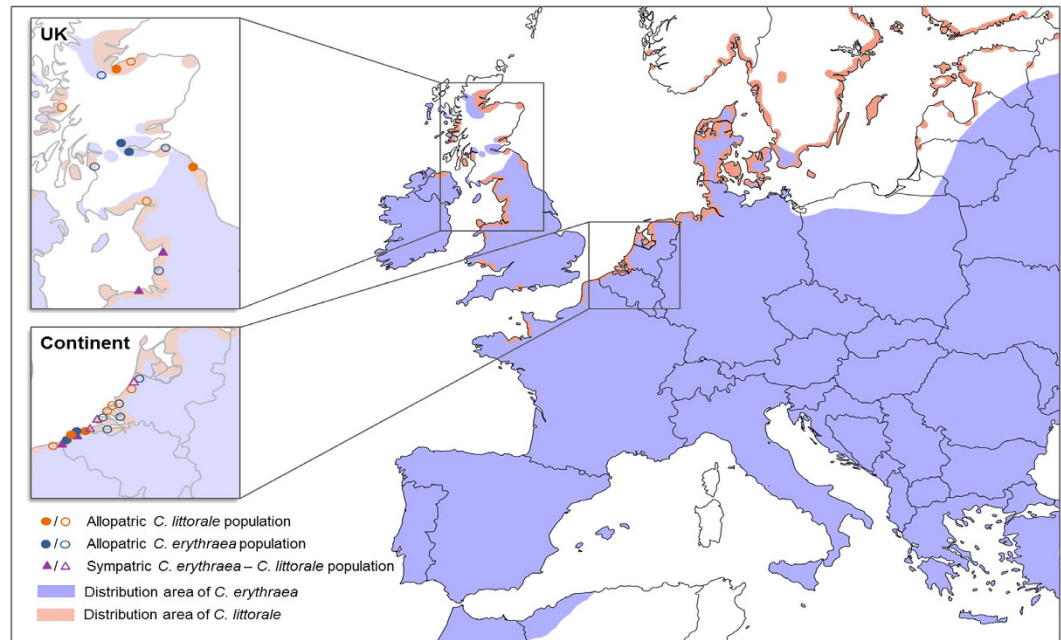 UK
Continent
/ Allopatric C. littorale population
/ Allopatric C. erythraea population
/ Sympatric C. erythraea – C. littorale population
Distribution area of C. erythraea
Distribution area of C. littorale